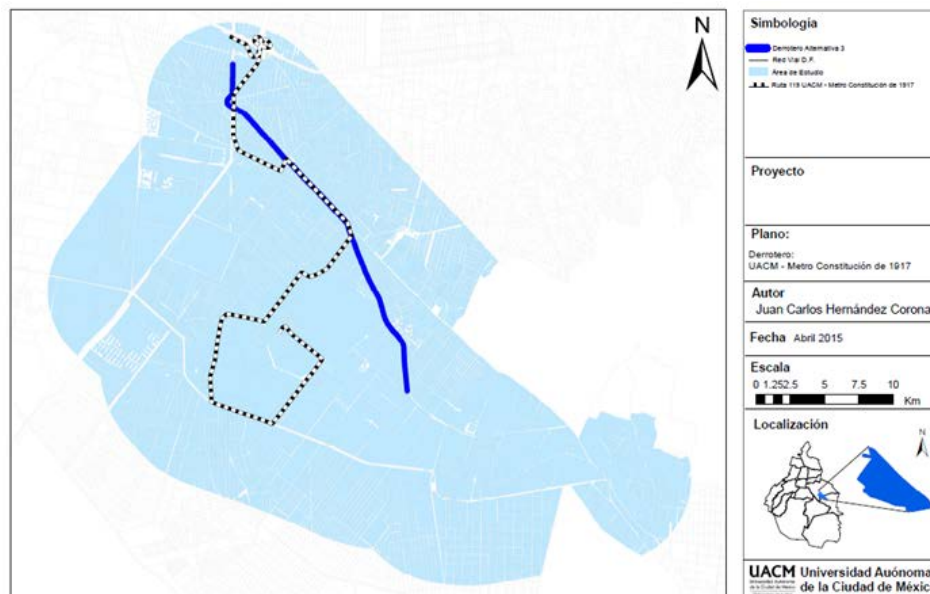 N
Simbología
Derrotero Alternativa 3
Red Vial D.F.
Área de Estudio
Ruta 119 UACM - Metro Constitución de 1917
Proyecto
Plano:
Derrotero:
UACM - Metro Constitución de 1917
Autor
Juan Carlos Hernández Corona
Fecha Abril 2015
Escala
0 1.252.5 5 7.5 10
Km
Localización
N
UACM Universidad Autónoma
de la Ciudad de Méxic